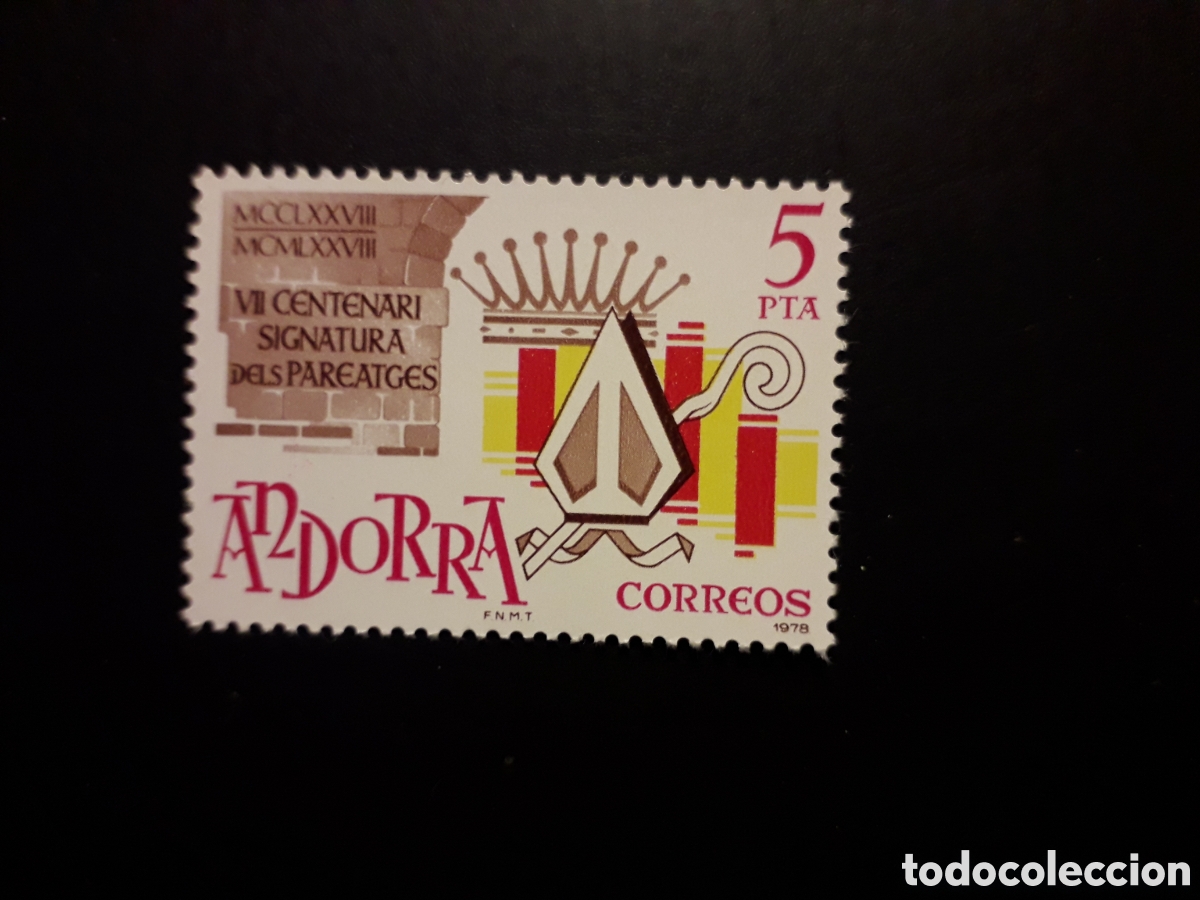 MCCLXXVIII
MCMLXXVIII
VII CENTENARI
SIGNATURA
DELS PAREATGES
5
PTA
ANDORRA
CORREOS
F.N.M.T
1978
todocoleccion